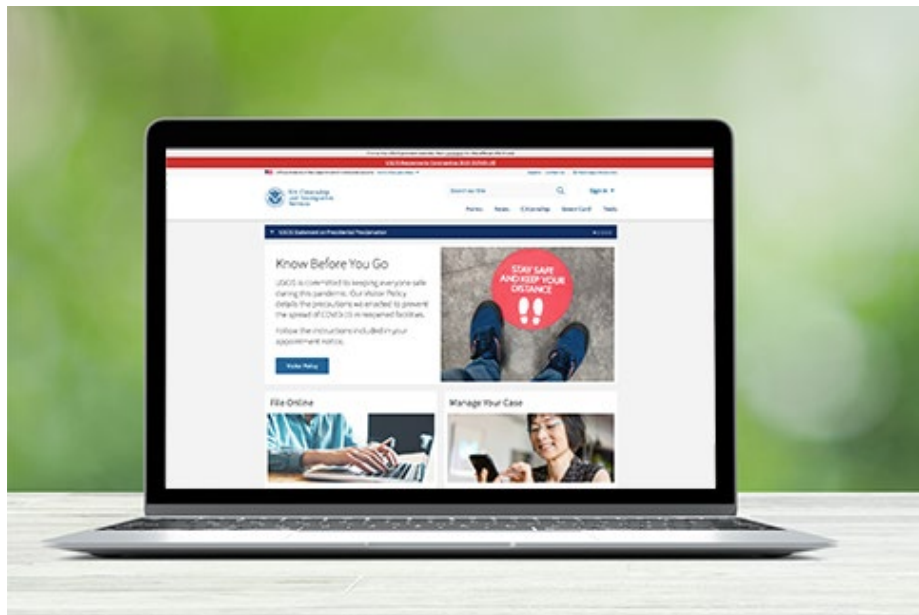 U.S. Citizenship
and Immigration
Services
Search our Site
Sign In
Forms News Citizenship Green Card Tools
USCIS Statement on Presidential Proclamation
Know Before You Go
USCIS is committed to keeping everyone safe
during this pandemic. Our Visitor Policy
details the precautions we enacted to prevent
the spread of COVID-19 in reopened facilities.
Follow the instructions included in your
appointment notice.
Visitor Policy
STAY SAFE
AND KEEP YOUR
DISTANCE
File Online
Manage Your Case